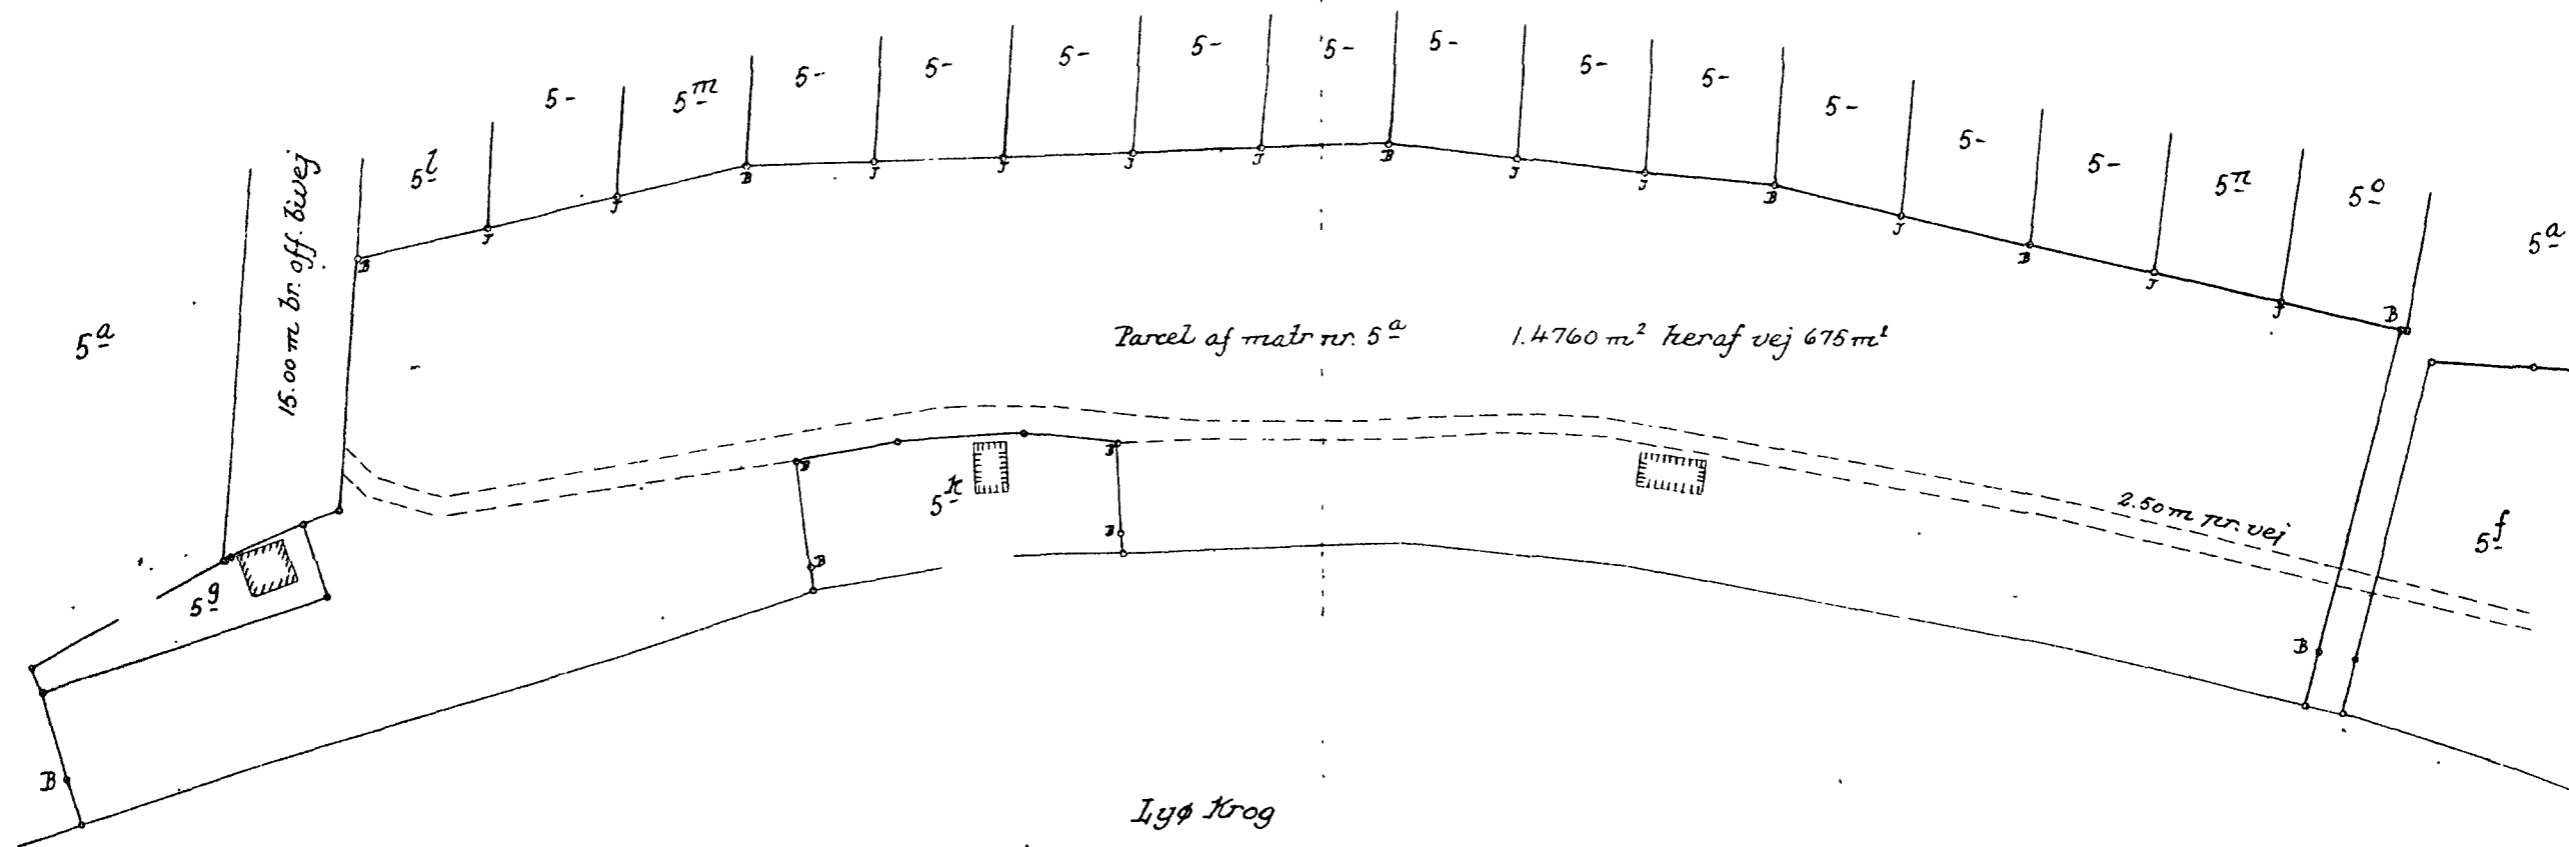 5l
5-
5m
5-
5-
5-
5-
5-
5-
5-
5-
5-
5-
5-
5n
5o
5a
5a
15.00 m br. off. bivej
B
J
J
B
J
J
J
J
B
J
J
B
J
B
J
J
B
Parcel af matr nr. 5a 1.4760 m² heraf vej 675 m²
B
B
5k
B
B
2.50 m pr. vej
5f
5g
B
B
Lyø Krog